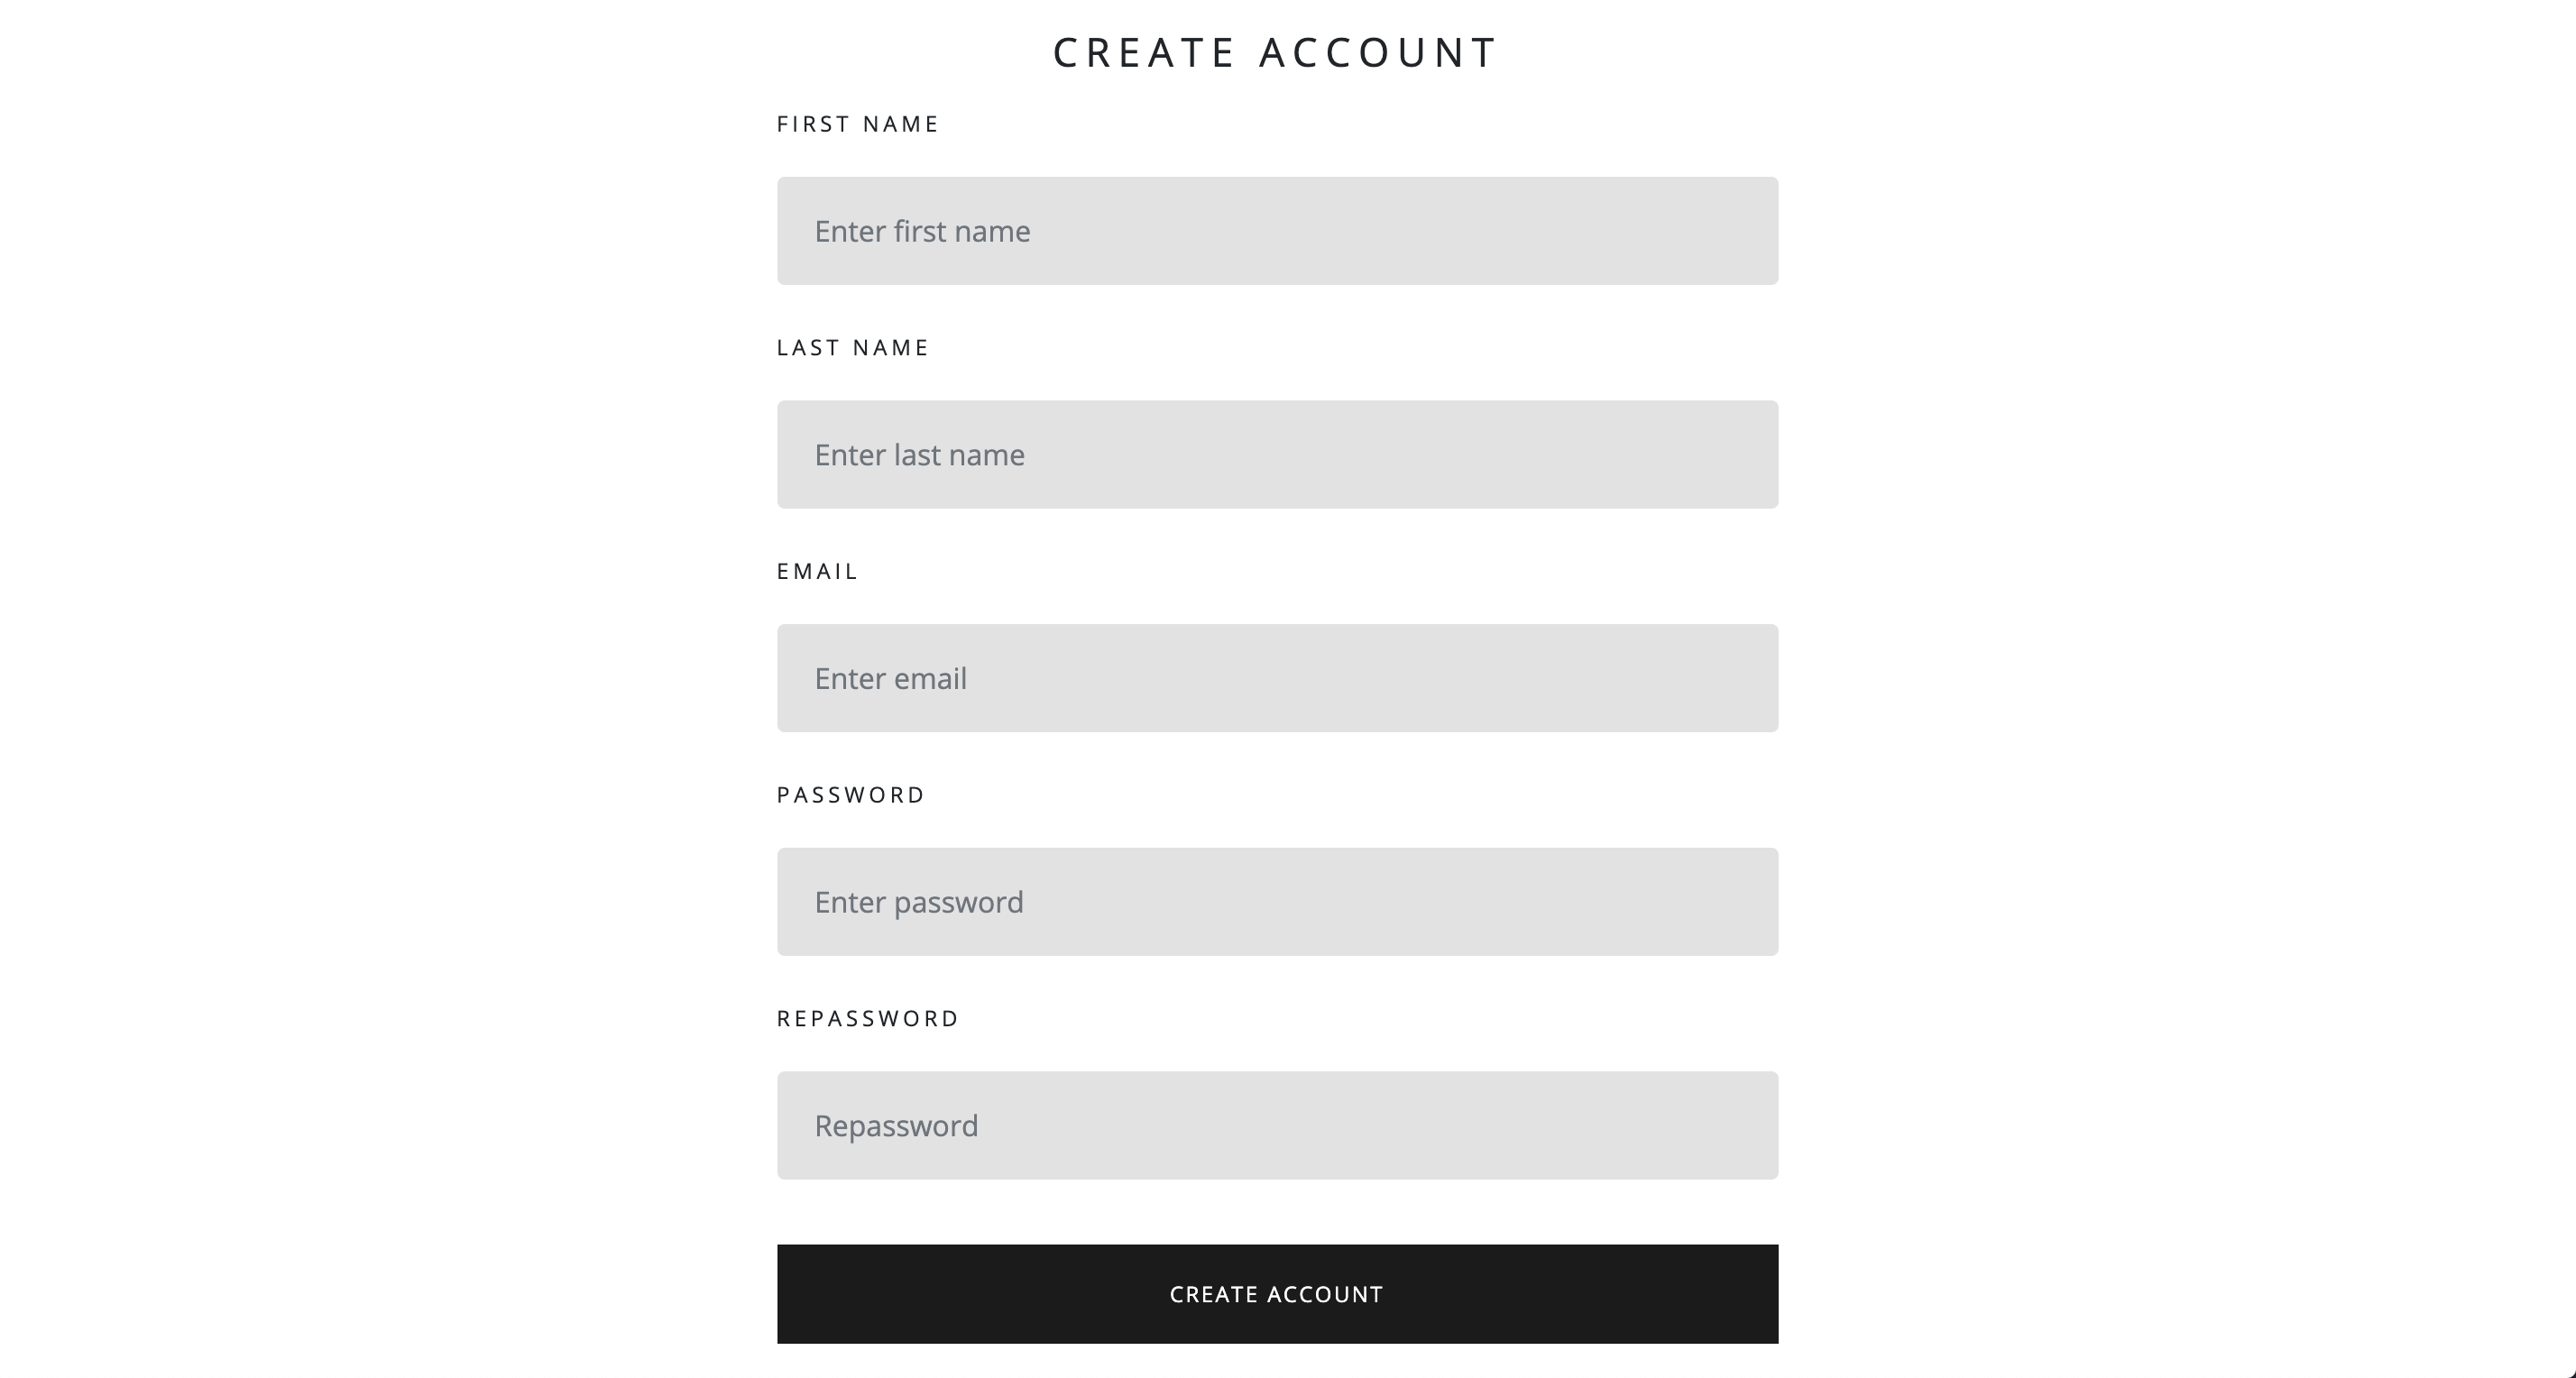 CREATE ACCOUNT
FIRST NAME
Enter first name
LAST NAME
Enter last name
EMAIL
Enter email
PASSWORD
Enter password
REPASSWORD
Repassword
CREATE ACCOUNT